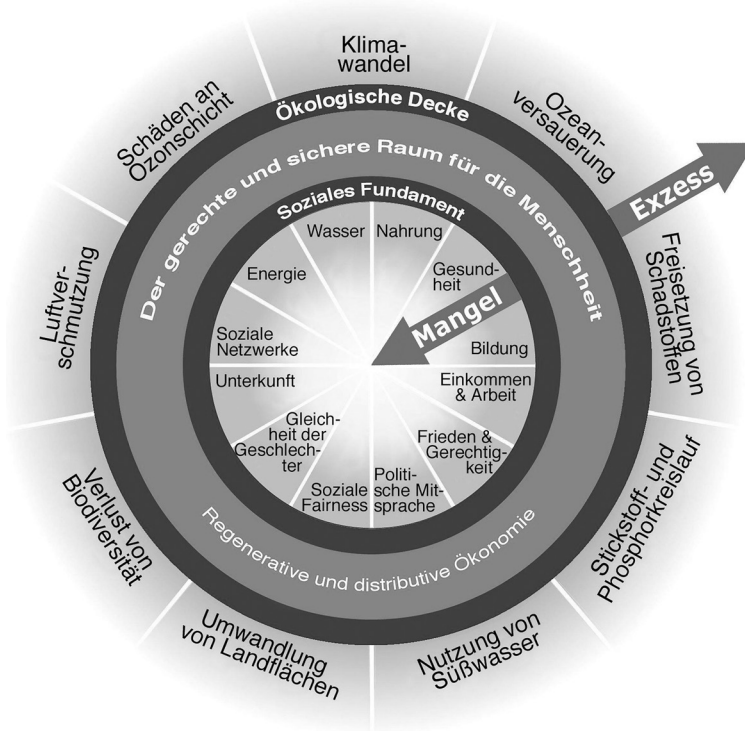 Klima-
wandel
Ozean-
versauerung
Freisetzung von
Schadstoffen
Stickstoff- und
Phosphorkreislauf
Nutzung von
Süßwasser
Umwandlung
von Landflächen
Verlust von
Biodiversität
Luftver-
schmutzung
Schäden an
Ozonschicht
Ökologische Decke
Der gerechte und sichere Raum für die Menschheit
Soziales Fundament
Exzess
Mangel
Wasser
Nahrung
Gesund-
heit
Bildung
Einkommen
& Arbeit
Frieden &
Gerechtig-
keit
Politi-
sche Mit-
sprache
Soziale
Fairness
Gleich-
heit der
Geschlech-
ter
Unterkunft
Soziale
Netzwerke
Energie
Regenerative und distributive Ökonomie